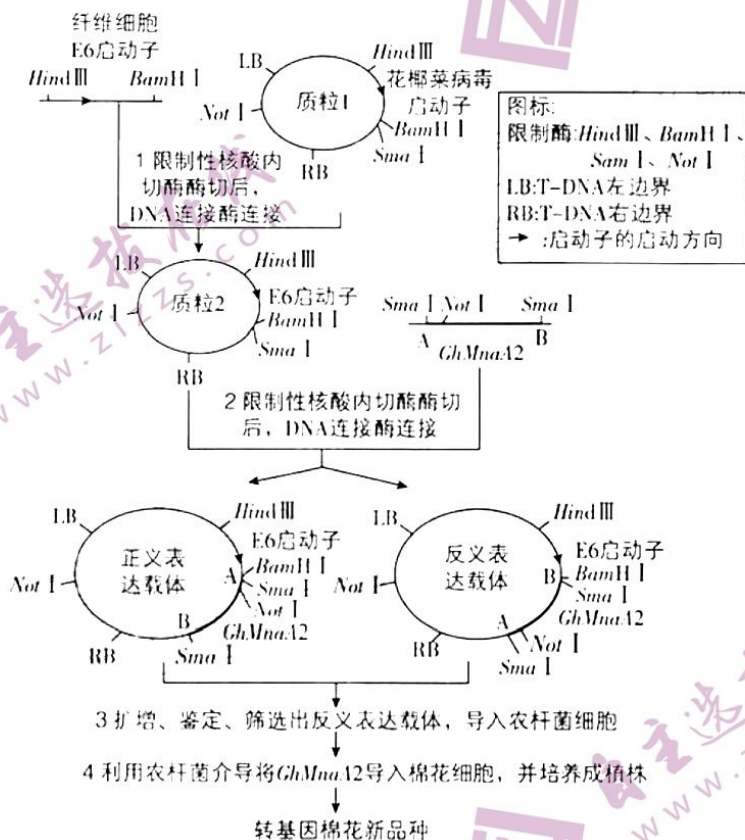 纤维细胞
E6启动子
HindⅢ BamHⅠ
LB
HindⅢ
花椰菜病毒
启动子
质粒1
NotⅠ
BamHⅠ
SmaⅠ
RB
图标:
限制酶:HindⅢ、BamHⅠ、
SamⅠ、NotⅠ
LB:T-DNA左边界
RB:T-DNA右边界
→ :启动子的启动方向
1 限制性核酸内
切酶酶切后,
DNA连接酶连接
LB
HindⅢ
质粒2
E6启动子
NotⅠ
BamHⅠ
SmaⅠ
RB
SmaⅠ NotⅠ SmaⅠ
A B
GhMnaA2
2 限制性核酸内切酶酶切
后, DNA连接酶连接
LB
HindⅢ
E6启动子
正义表
达载体
NotⅠ
A
BamHⅠ
SmaⅠ
NotⅠ
GhMnaA2
B
RB
SmaⅠ
LB
HindⅢ
E6启动子
反义表
达载体
NotⅠ
B
BamHⅠ
SmaⅠ
GhMnaA2
A
NotⅠ
RB
SmaⅠ
3 扩增、鉴定、筛选出反义表达载体, 导入农杆菌细胞
4 利用农杆菌介导将GhMnaA2导入棉花细胞, 并培养成植株
转基因棉花新品种
自主选拔在线
www.zizzs.com